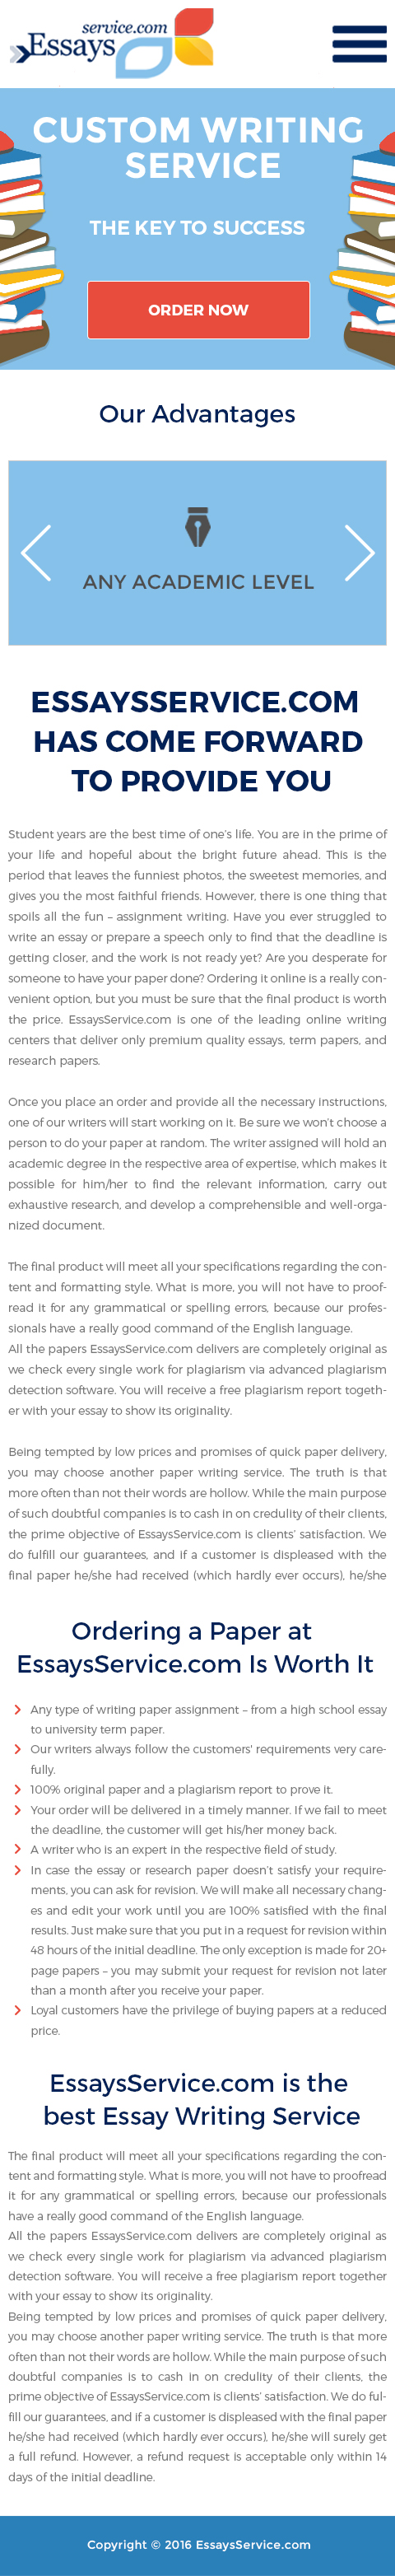 service.com
Essays
CUSTOM WRITING
SERVICE
THE KEY TO SUCCESS
ORDER NOW
Our Advantages
ANY ACADEMIC LEVEL
ESSAYSSERVICE.COM
HAS COME FORWARD
TO PROVIDE YOU
Student years are the best time of one's life. You are in the prime of
your life and hopeful about the bright future ahead. This is the
period that leaves the funniest photos, the sweetest memories, and
gives you the most faithful friends. However, there is one thing that
spoils all the fun – assignment writing. Have you ever struggled to
write an essay or prepare a speech only to find that the deadline is
getting closer, and the work is not ready yet? Are you desperate for
someone to have your paper done? Ordering it online is a really con-
venient option, but you must be sure that the final product is worth
the price. EssaysService.com is one of the leading online writing
centers that deliver only premium quality essays, term papers, and
research papers.
Once you place an order and provide all the necessary instructions,
one of our writers will start working on it. Be sure we won't choose a
person to do your paper at random. The writer assigned will hold an
academic degree in the respective area of expertise, which makes it
possible for him/her to find the relevant information, carry out
exhaustive research, and develop a comprehensive and well-orga-
nized document.
The final product will meet all your specifications regarding the con-
tent and formatting style. What is more, you will not have to proof-
read it for any grammatical or spelling errors, because our profes-
sionals have a really good command of the English language.
All the papers EssaysService.com delivers are completely original as
we check every single work for plagiarism via advanced plagiarism
detection software. You will receive a free plagiarism report togeth-
er with your essay to show its originality.
Being tempted by low prices and promises of quick paper delivery,
you may choose another paper writing service. The truth is that
more often than not their words are hollow. While the main purpose
of such doubtful companies is to cash in on credulity of their clients,
the prime objective of EssaysService.com is clients' satisfaction. We
do fulfill our guarantees, and if a customer is displeased with the
final paper he/she had received (which hardly ever occurs), he/she
Ordering a Paper at
EssaysService.com Is Worth It
Any type of writing paper assignment – from a high school essay
to university term paper.
Our writers always follow the customers' requirements very care-
fully.
100% original paper and a plagiarism report to prove it.
Your order will be delivered in a timely manner. If we fail to meet
the deadline, the customer will get his/her money back.
A writer who is an expert in the respective field of study.
In case the essay or research paper doesn't satisfy your require-
ments, you can ask for revision. We will make all necessary chang-
es and edit your work until you are 100% satisfied with the final
results. Just make sure that you put in a request for revision within
48 hours of the initial deadline. The only exception is made for 20+
page papers – you may submit your request for revision not later
than a month after you receive your paper.
Loyal customers have the privilege of buying papers at a reduced
price.
EssaysService.com is the
best Essay Writing Service
The final product will meet all your specifications regarding the con-
tent and formatting style. What is more, you will not have to proofread
it for any grammatical or spelling errors, because our professionals
have a really good command of the English language.
All the papers EssaysService.com delivers are completely original as
we check every single work for plagiarism via advanced plagiarism
detection software. You will receive a free plagiarism report together
with your essay to show its originality.
Being tempted by low prices and promises of quick paper delivery,
you may choose another paper writing service. The truth is that more
often than not their words are hollow. While the main purpose of such
doubtful companies is to cash in on credulity of their clients, the
prime objective of EssaysService.com is clients' satisfaction. We do ful-
fill our guarantees, and if a customer is displeased with the final paper
he/she had received (which hardly ever occurs), he/she will surely get
a full refund. However, a refund request is acceptable only within 14
days of the initial deadline.
Copyright © 2016 EssaysService.com